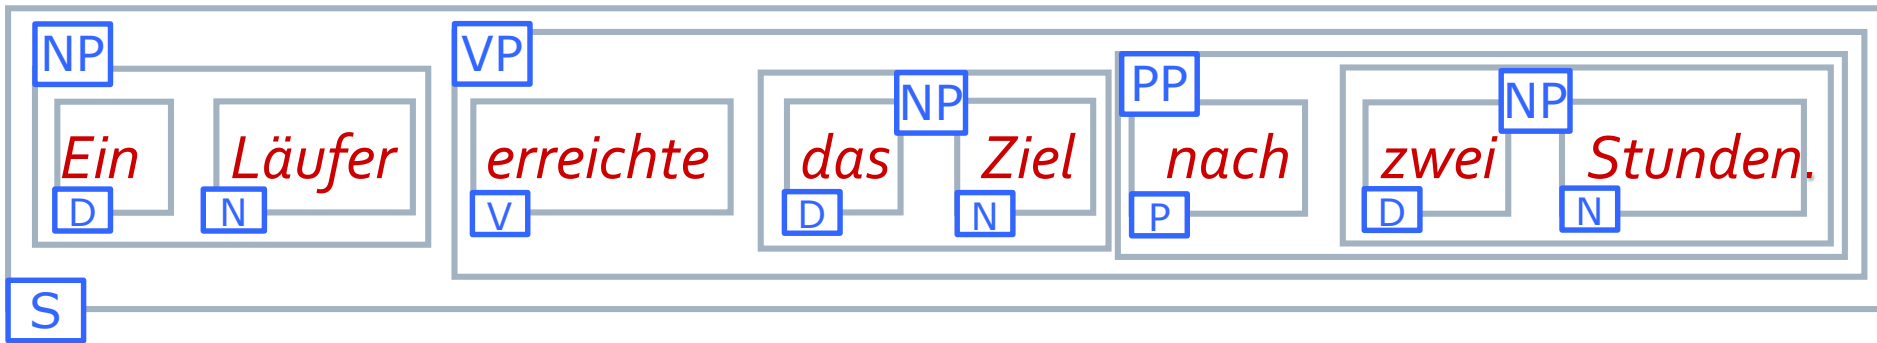 NP VP NP PP NP
Ein Läufer erreichte das Ziel nach zwei Stunden.
D N V D N P D N
S